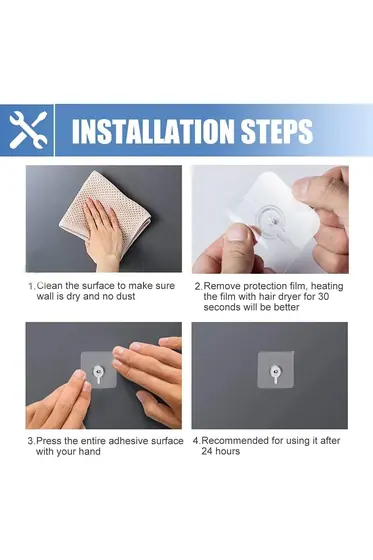 INSTALLATION STEPS
1.Clean the surface to make sure
wall is dry and no dust
2.Remove protection film, heating
the film with hair dryer for 30
seconds will be better
3.Press the entire adhesive surface
with your hand
4.Recommended for using it after
24 hours